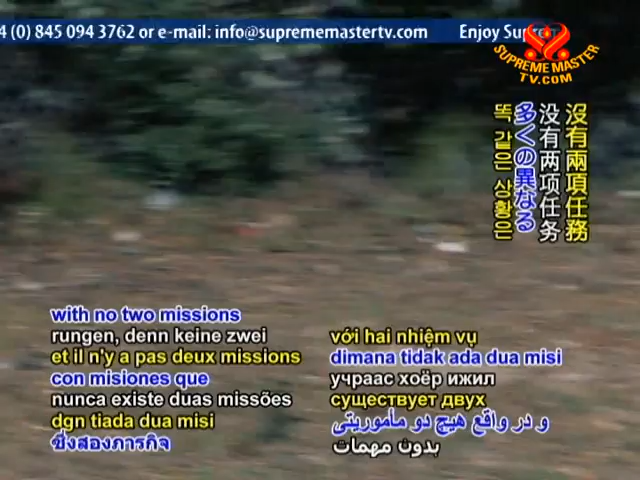 4 (0) 845 094 3762 or e-mail: info@suprememastertv.com Enjoy Supreme
SUPREME MASTER
TV.COM
沒有兩項任務
没有两项任务
多くの異なる
똑 같은 상황은
with no two missions
rungen, denn keine zwei
et il n'y a pas deux missions
con misiones que
nunca existe duas missões
dgn tiada dua misi
ซึ่งสองภารกิจ
với hai nhiệm vụ
dimana tidak ada dua misi
учраас хоёр ижил
существует двух
و در واقع هیچ دو مأموریتی
بدون مهمات